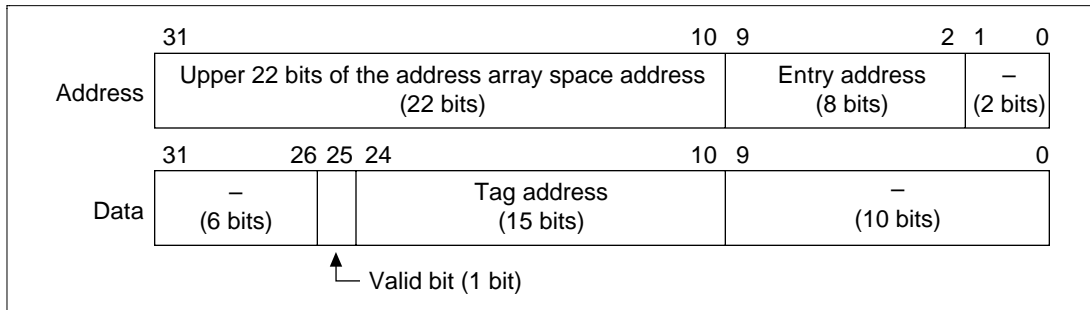 31 10 9 2 1 0
Address Upper 22 bits of the address array space address Entry address –
(22 bits) (8 bits) (2 bits)
31 26 25 24 10 9 0
Data – Tag address –
(6 bits) (15 bits) (10 bits)
Valid bit (1 bit)